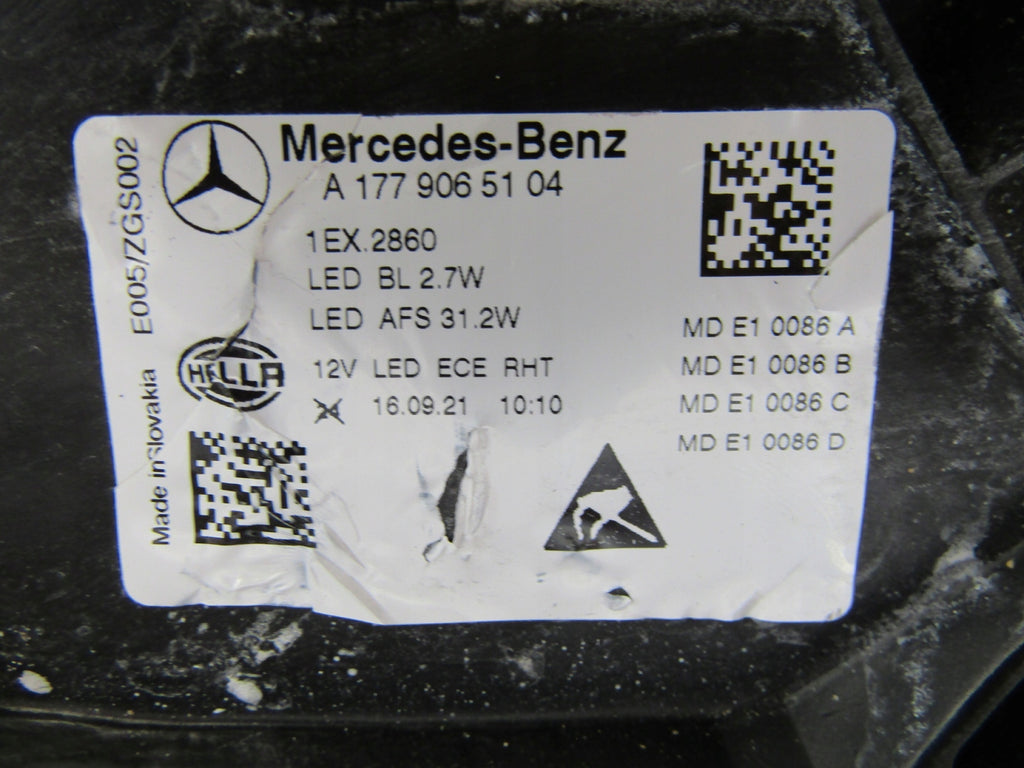 Mercedes-Benz
A 177 906 51 04
1EX.2860
LED BL 2.7W
LED AFS 31.2W
12V LED ECE RHT
16.09.21 10:10
HELLA
E005/ZGS002
Made in Slovakia
MD E1 0086 A
MD E1 0086 B
MD E1 0086 C
MD E1 0086 D